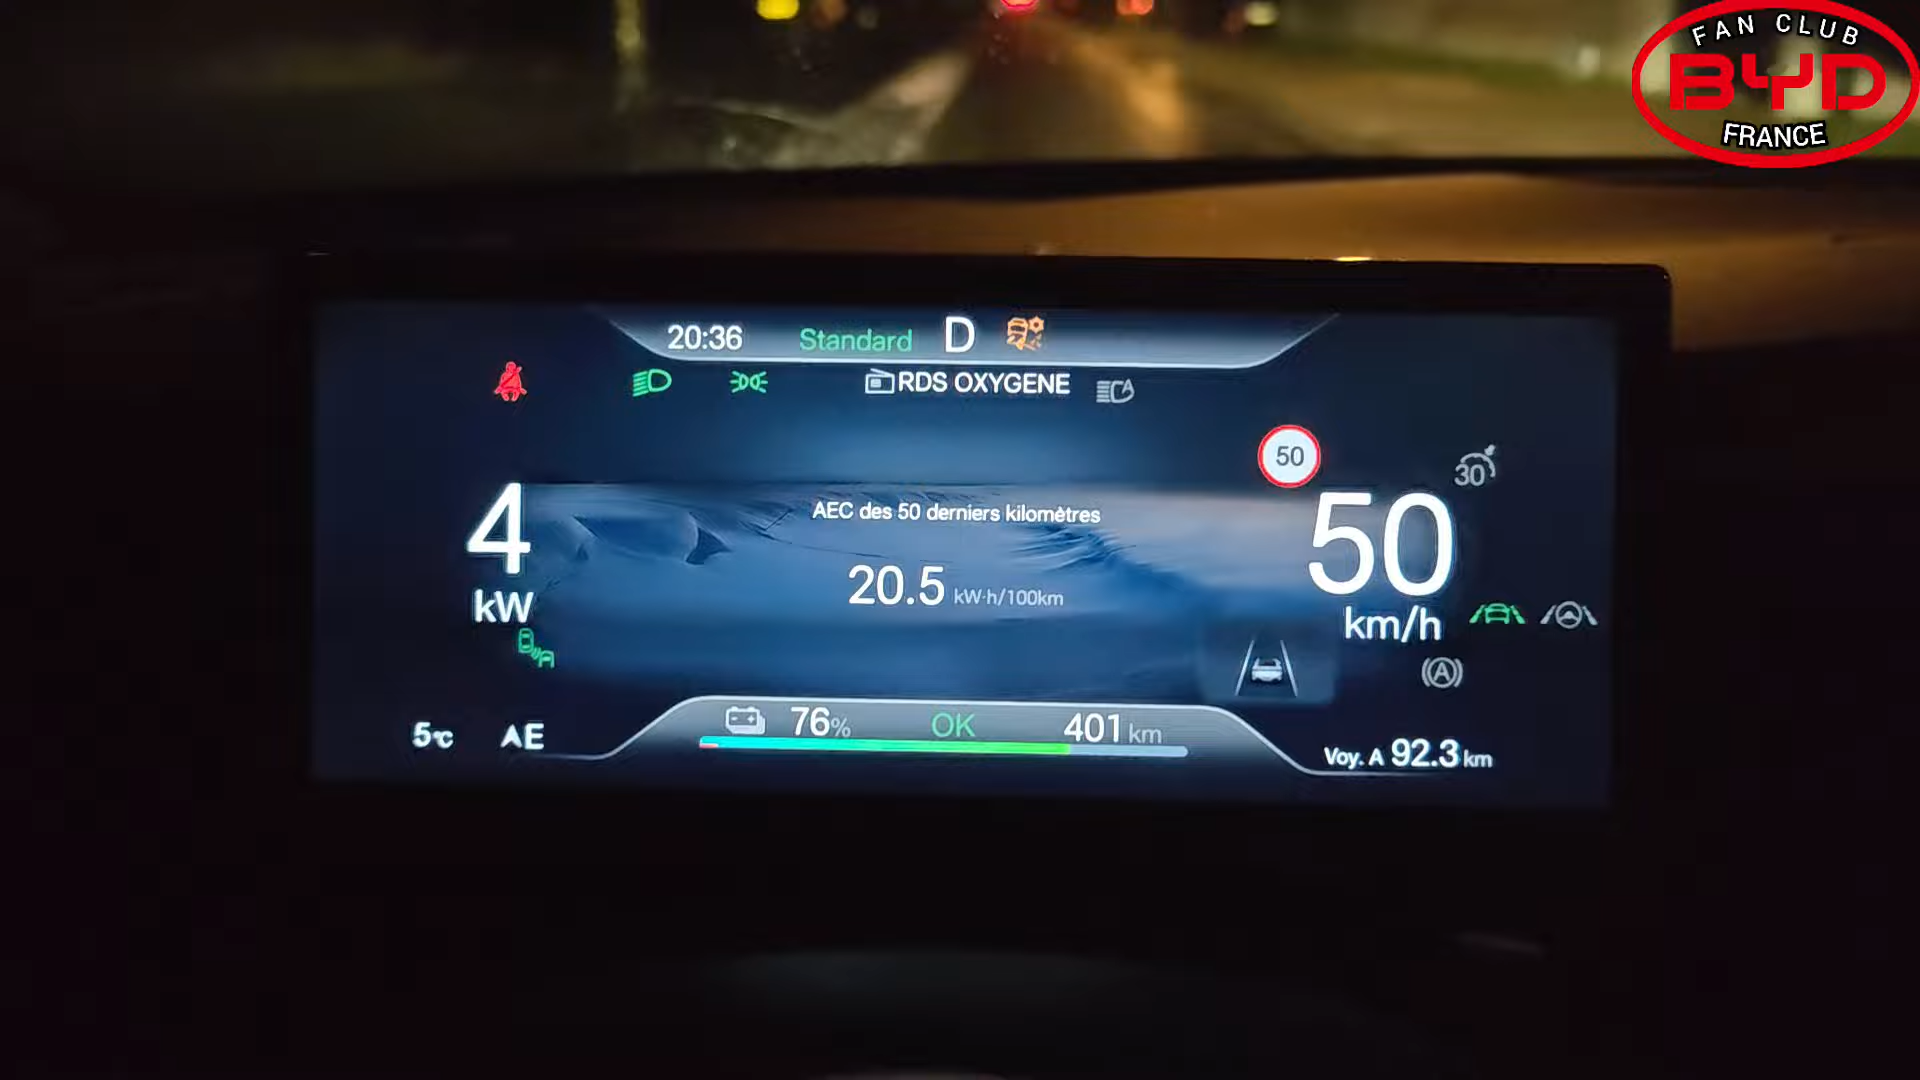 FAN CLUB
BYD
FRANCE
20:36 Standard D
RDS OXYGENE
50
30
4
kW
AEC des 50 derniers kilomètres
20.5 kW·h/100km
50
km/h
A
5℃ AE
76% OK 401 km
Voy. A 92.3 km